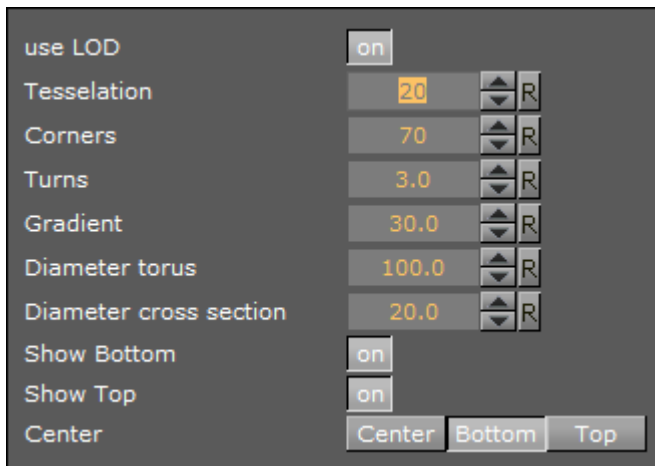 use LOD on
Tesselation 20 R
Corners 70 R
Turns 3.0 R
Gradient 30.0 R
Diameter torus 100.0 R
Diameter cross section 20.0 R
Show Bottom on
Show Top on
Center Center Bottom Top